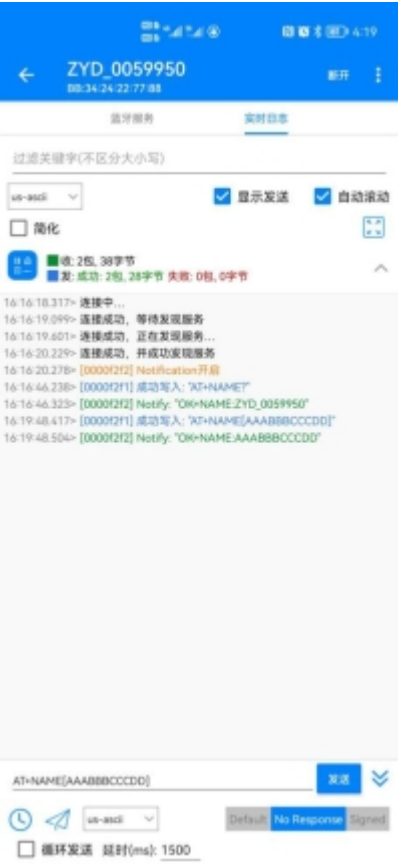 4:19
ZYD_0059950
断开
蓝牙服务
实时日志
过滤关键字(不区分大小写)
us-ascii
显示发送
自动滚动
简化
收: 2包, 38字节
发: 成功: 2包, 28字节 失败: 0包, 0字节
16:16:18.317> 连接中...
16:16:19.099> 连接成功，等待发现服务
16:16:19.601> 连接成功，正在发现服务...
16:16:20.229> 连接成功，并成功发现服务
16:16:20.278> [0000f2f2] Notification开启
16:16:46.238> [0000f2f1] 成功写入: "AT+NAME?"
16:16:46.323> [0000f2f2] Notify: "OK+NAME:ZYD_0059950"
16:19:48.417> [0000f2f1] 成功写入: "AT+NAME[AAABBBCCCDD]"
16:19:48.504> [0000f2f2] Notify: "OK+NAME:AAABBBCCCDD"
AT+NAME[AAABBBCCCDD]
发送
us-ascii
Default No Response Signed
循环发送 延时(ms): 1500